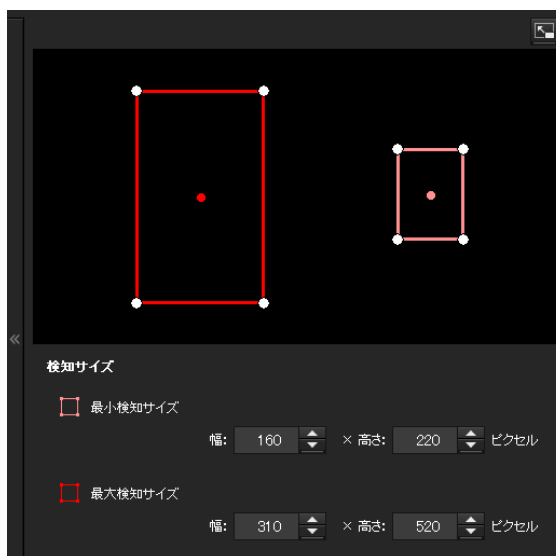 検知サイズ
最小検知サイズ
幅: 160 × 高さ: 220 ピクセル
最大検知サイズ
幅: 310 × 高さ: 520 ピクセル